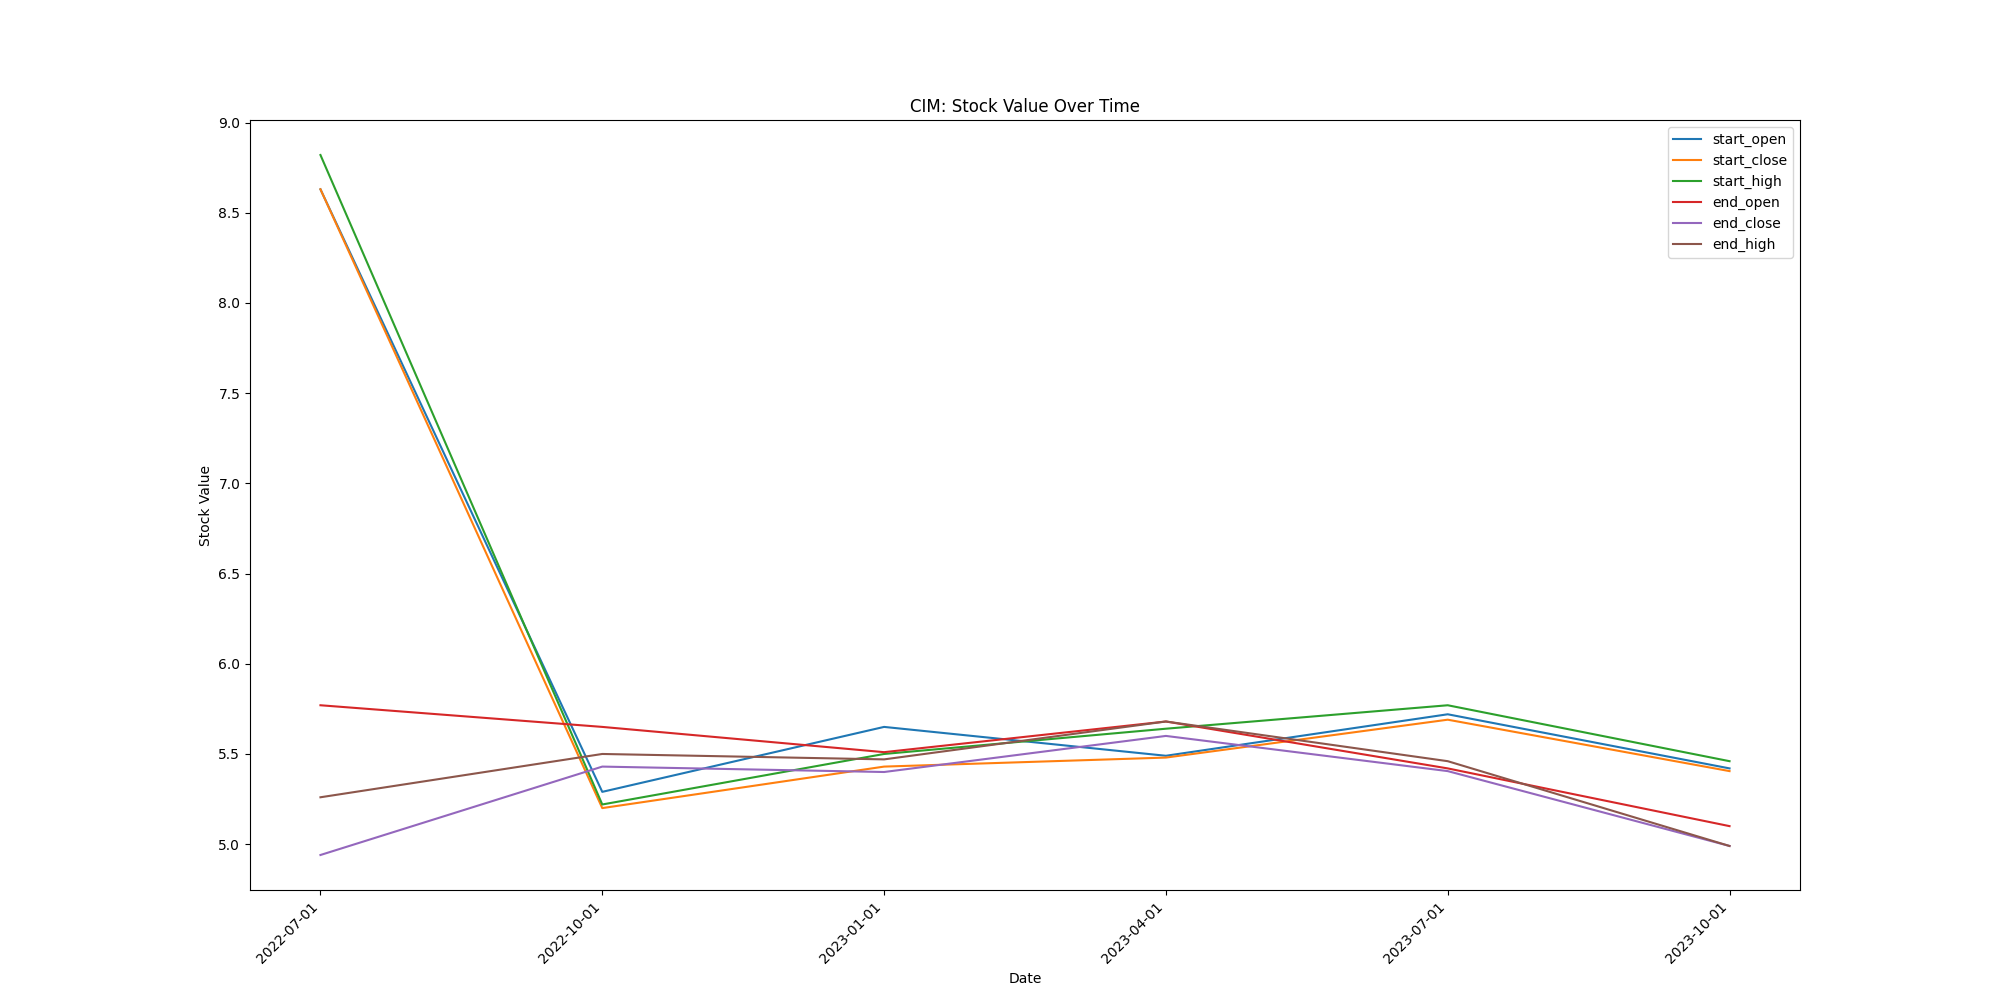 CIM: Stock Value Over Time
9.0
8.5
8.0
7.5
7.0
6.5
6.0
5.5
5.0
Stock Value
start_open
start_close
start_high
end_open
end_close
end_high
2022-07-01
2022-10-01
2023-01-01
2023-04-01
2023-07-01
2023-10-01
Date